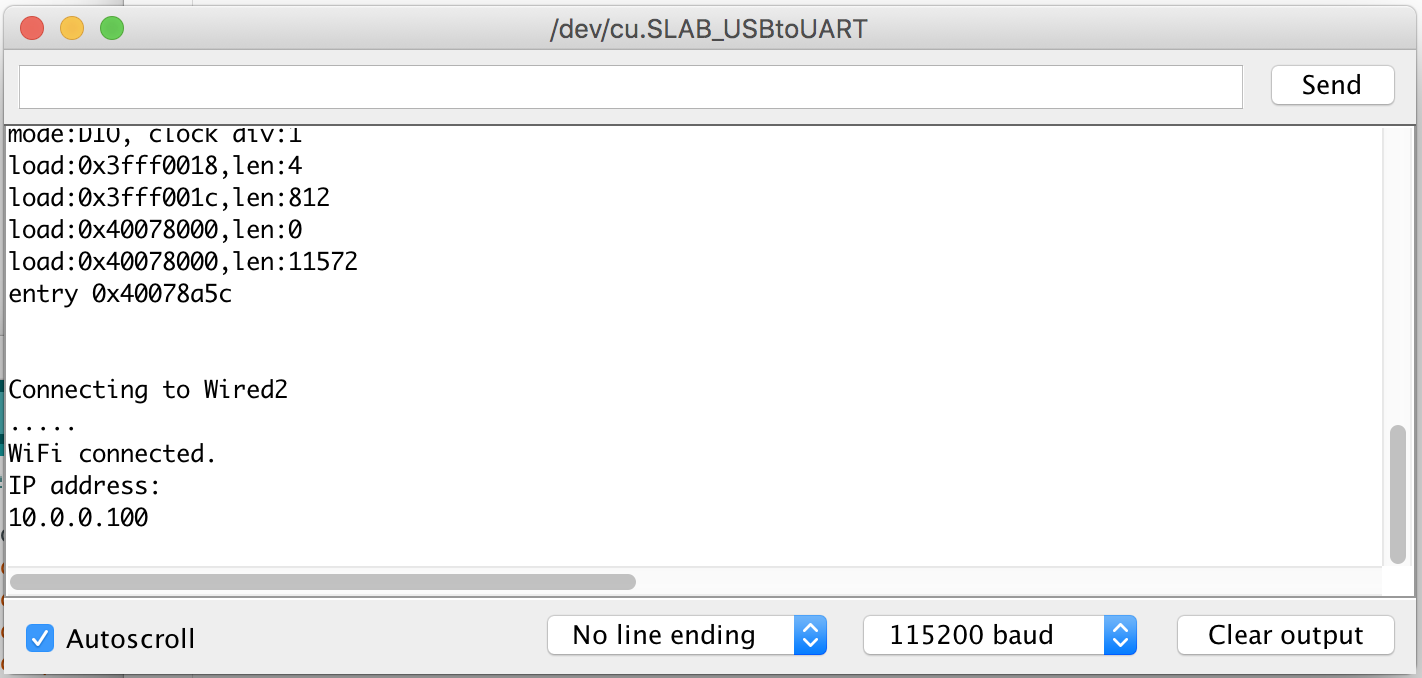 /dev/cu.SLAB_USBtoUART
Send
mode:DIO, clock div:1
load:0x3fff0018,len:4
load:0x3fff001c,len:812
load:0x40078000,len:0
load:0x40078000,len:11572
entry 0x40078a5c
Connecting to Wired2
.....
WiFi connected.
IP address:
10.0.0.100
Autoscroll
No line ending
115200 baud
Clear output